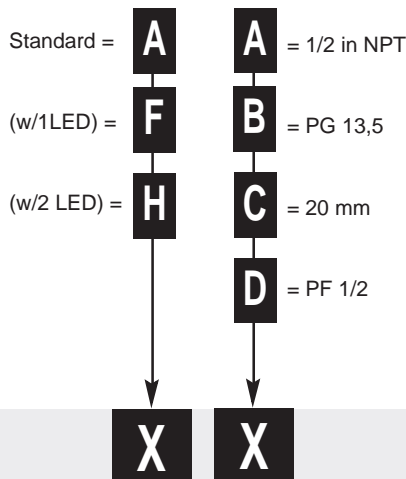 Standard = A A = 1/2 in NPT
(w/1LED) = F B = PG 13,5
(w/2 LED) = H C = 20 mm
D = PF 1/2
X X